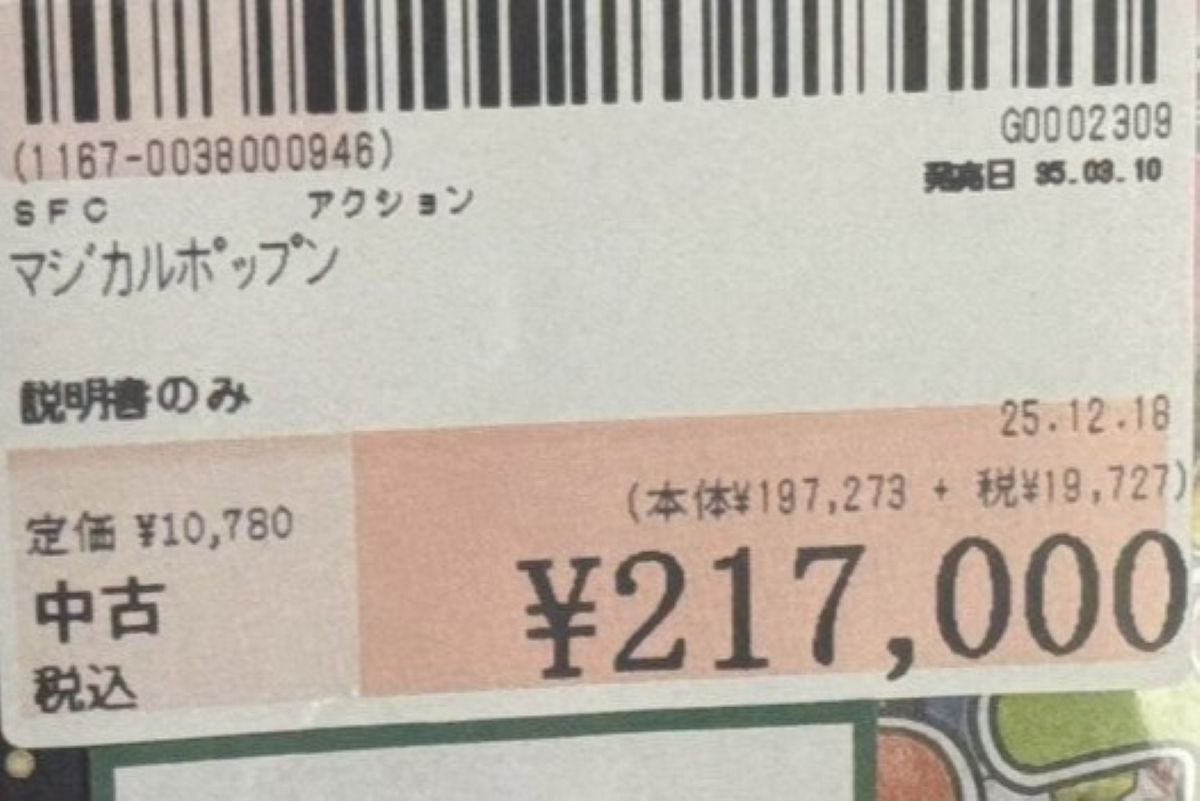 (1167-0038000946)
G0002309
発売日 95.03.10
SFC アクション
マジカルポップン
説明書のみ
25.12.18
(本体¥197,273 + 税¥19,727)
定価 ¥10,780
¥217,000
中古
税込